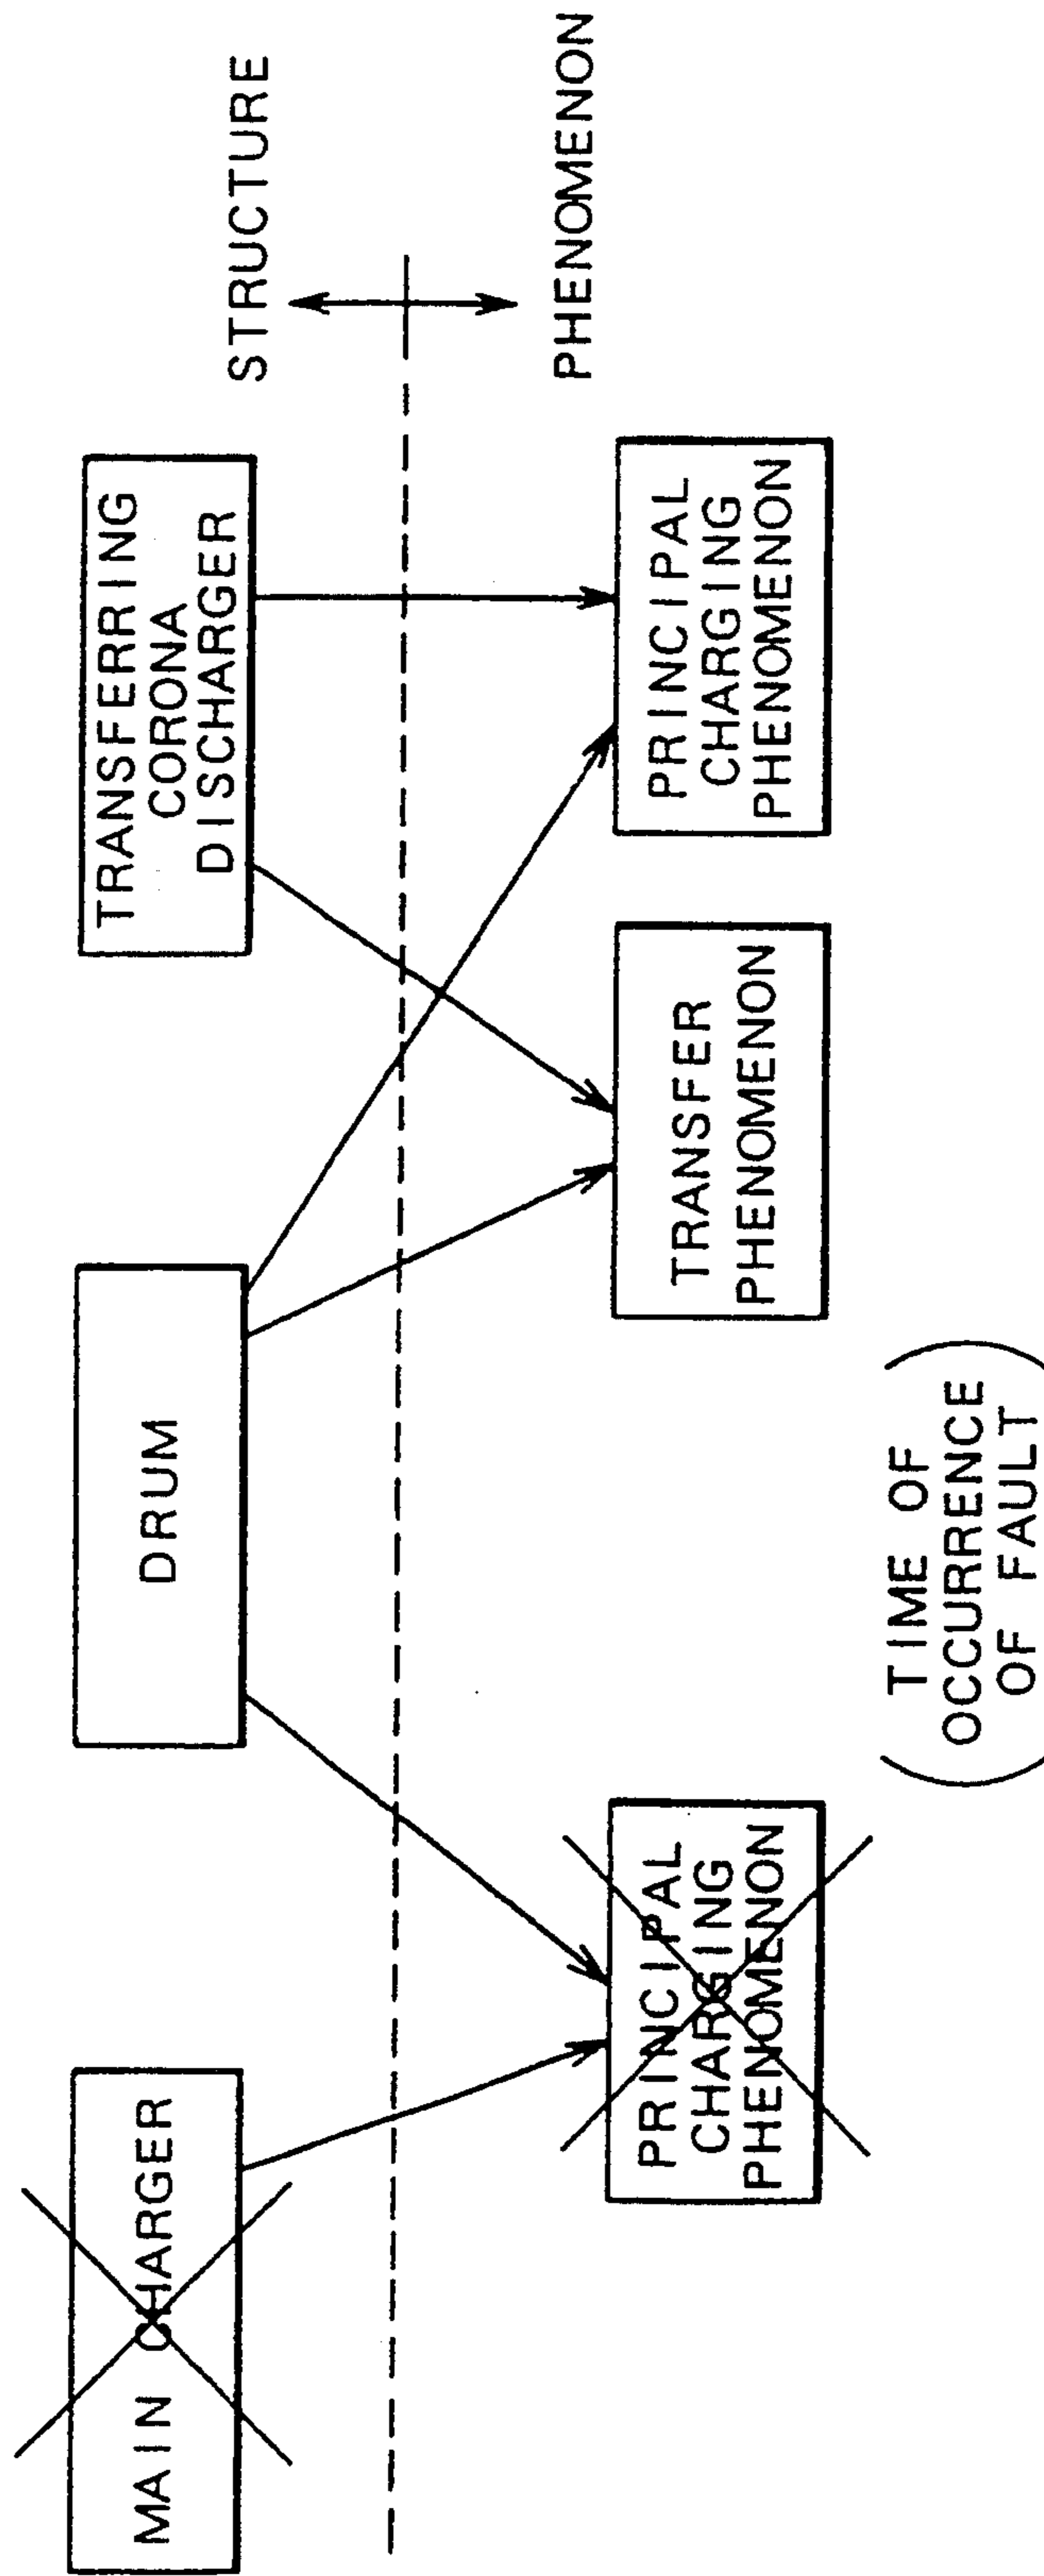 MAIN CHARGER
DRUM
TRANSFERRING
CORONA
DISCHARGER
STRUCTURE
PHENOMENON
PRINCIPAL
CHARGING
PHENOMENON
TRANSFER
PHENOMENON
PRINCIPAL
CHARGING
PHENOMENON
TIME OF
OCCURRENCE
OF FAULT